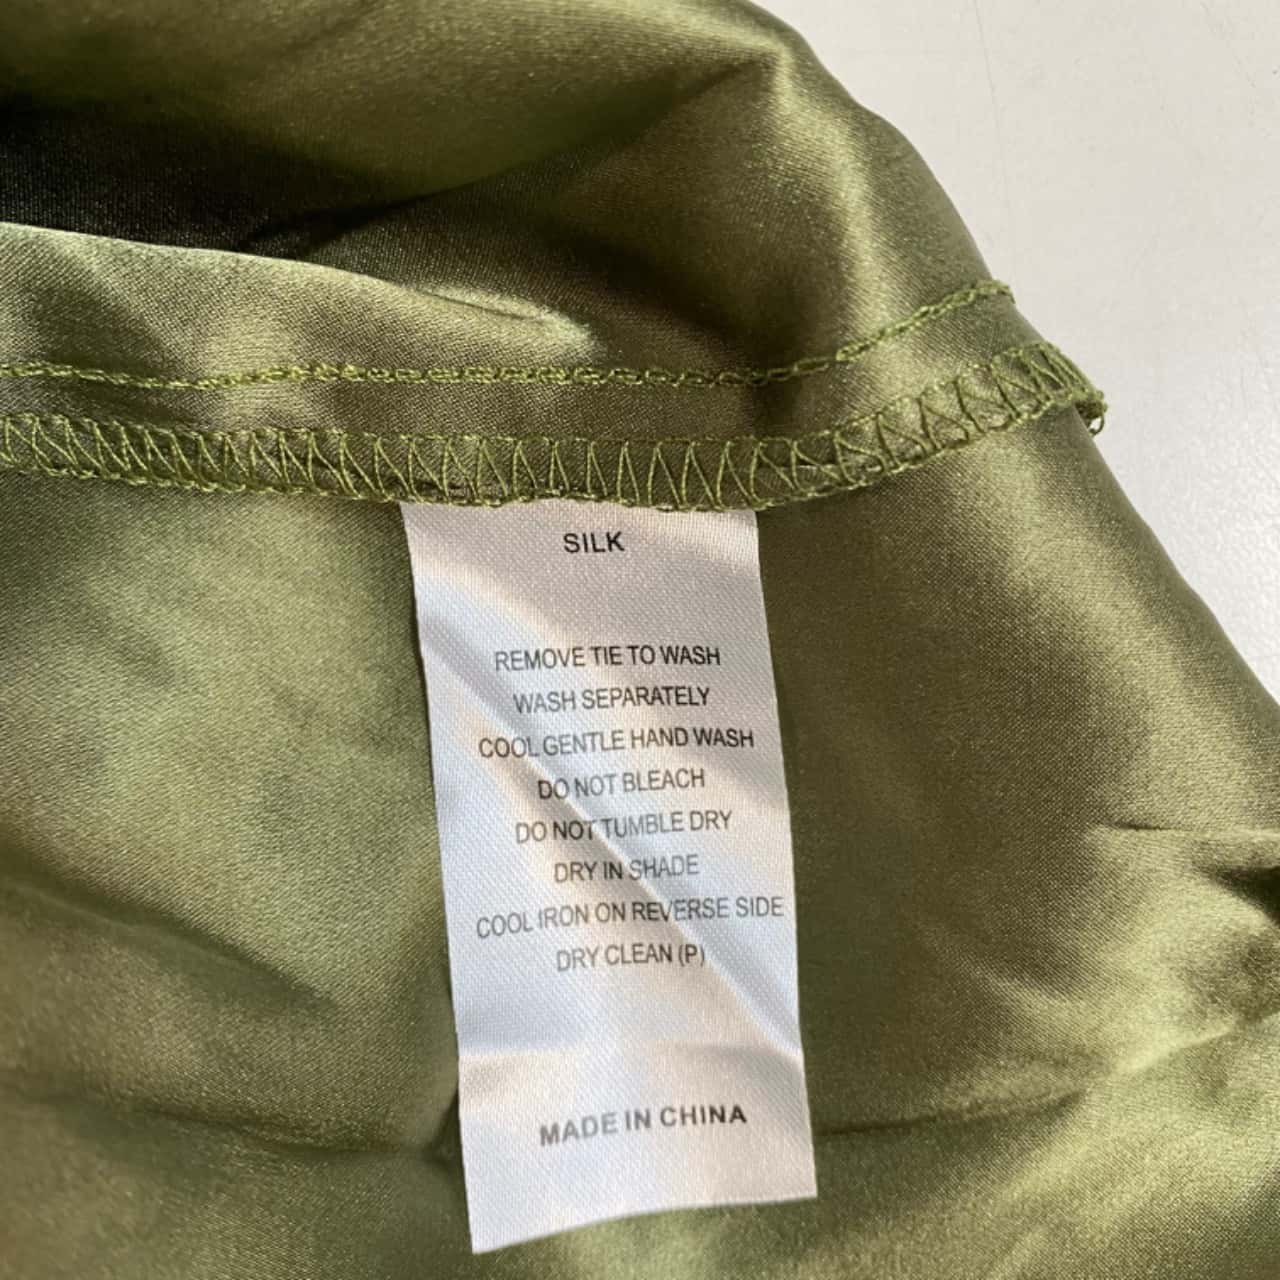 SILK
REMOVE TIE TO WASH
WASH SEPARATELY
COOL GENTLE HAND WASH
DO NOT BLEACH
DO NOT TUMBLE DRY
DRY IN SHADE
COOL IRON ON REVERSE SIDE
DRY CLEAN (P)
MADE IN CHINA